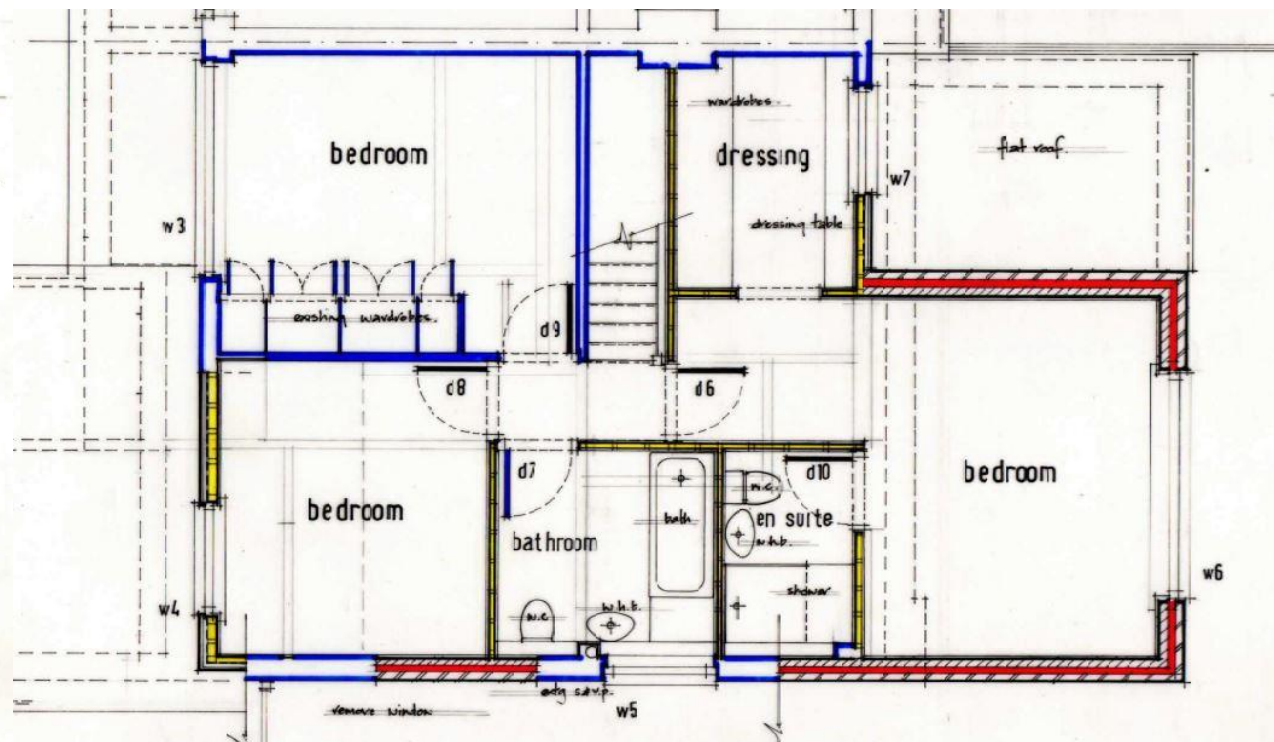 wardrobes.
bedroom
dressing
flat roof.
w7
w3
dressing table
existing wardrobes.
d9
d8
d6
d7
w.c.
d10
bedroom
bedroom
bath
en suite
w.h.b.
bathroom
w6
shower
w4
w.c.
w.h.b.
remove window
w5